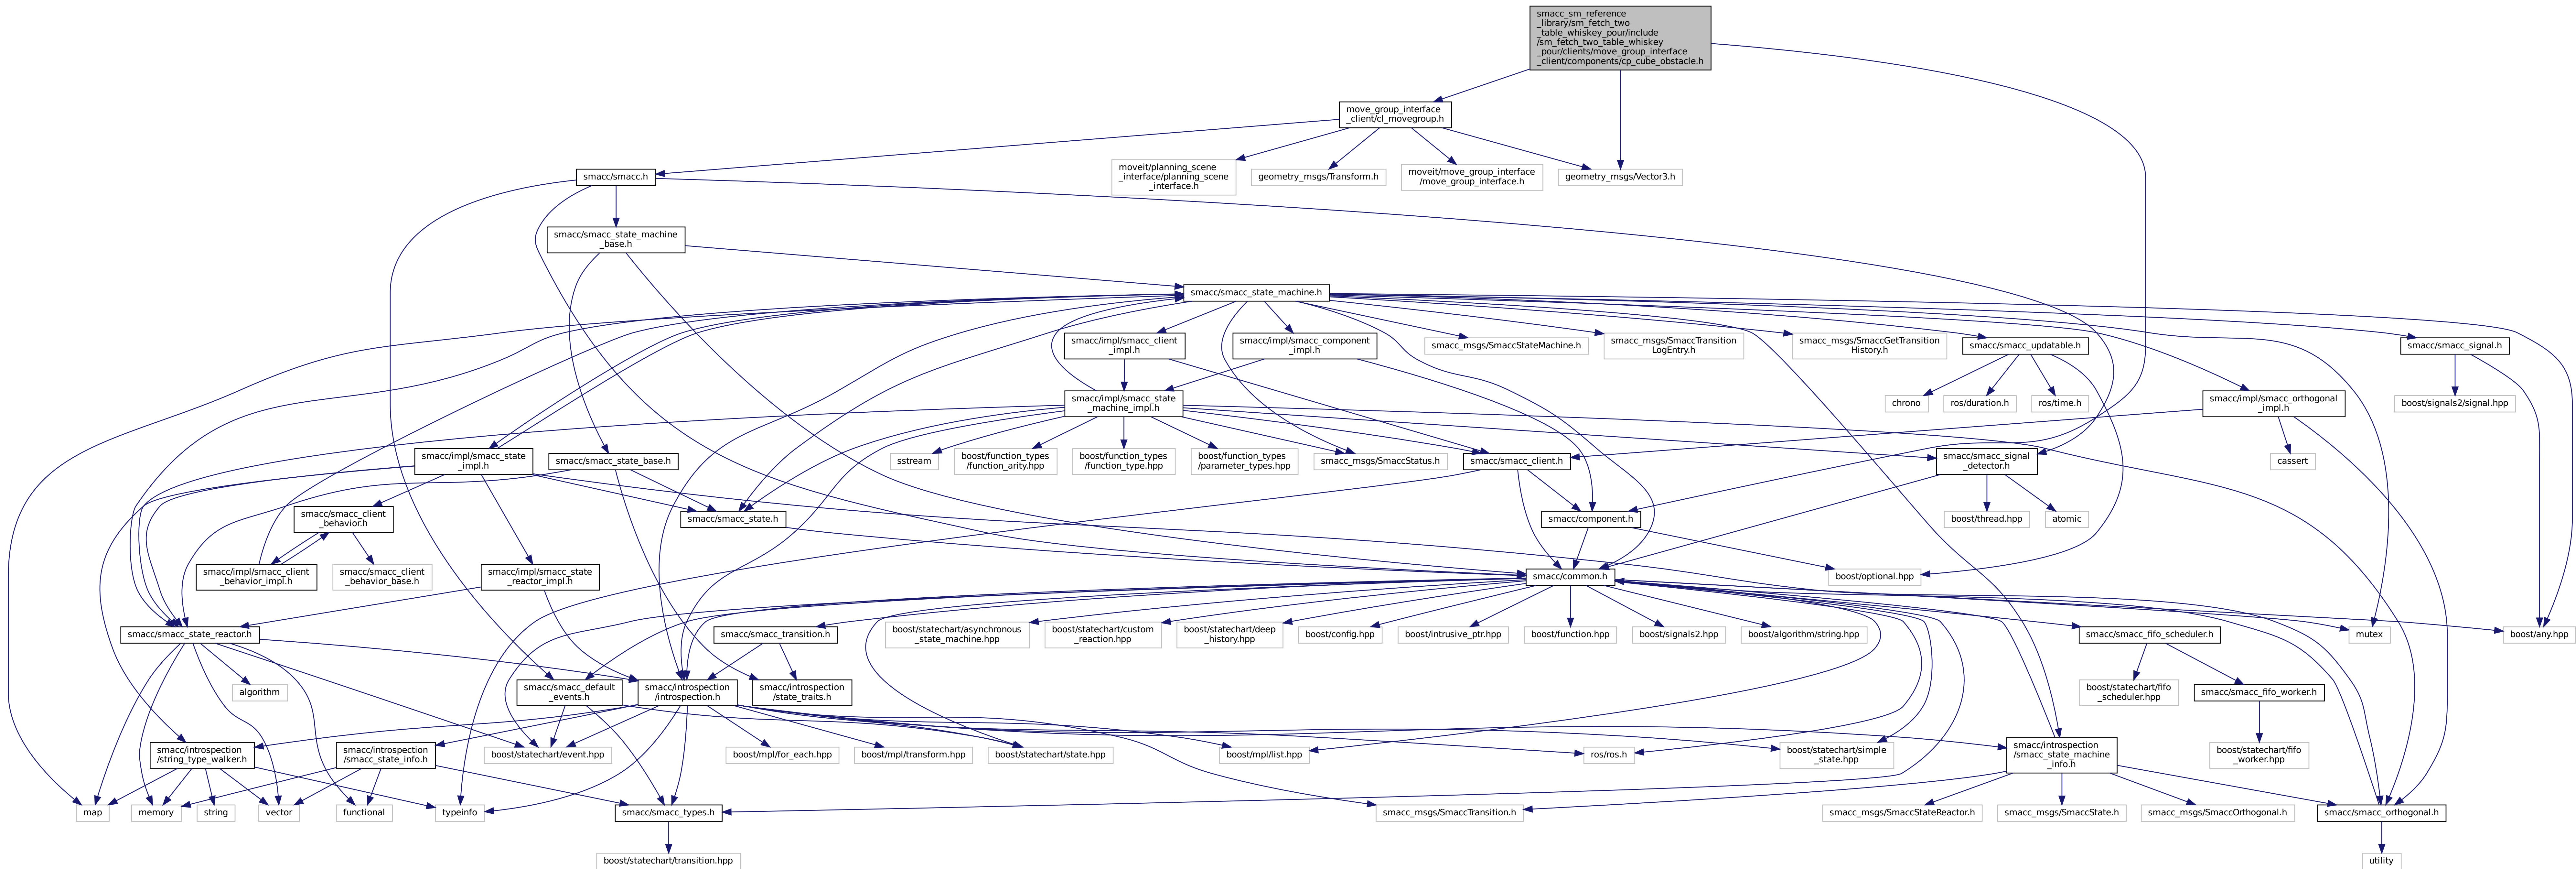 smacc_sm_reference
_library/sm_fetch_two
_table_whiskey_pour/include
/sm_fetch_two_table_whiskey
_pour/clients/move_group_interface
_client/components/cp_cube_obstacle.h
move_group_interface
_client/cl_movegroup.h
smacc/smacc.h
moveit/planning_scene
_interface/planning_scene
_interface.h
geometry_msgs/Transform.h
moveit/move_group_interface
/move_group_interface.h
geometry_msgs/Vector3.h
smacc/smacc_state_machine
_base.h
smacc/smacc_state_machine.h
smacc/impl/smacc_client
_impl.h
smacc/impl/smacc_component
_impl.h
smacc_msgs/SmaccStateMachine.h
smacc_msgs/SmaccTransition
LogEntry.h
smacc_msgs/SmaccGetTransition
History.h
smacc/smacc_updatable.h
smacc/smacc_signal.h
smacc/impl/smacc_state
_machine_impl.h
chrono
ros/duration.h
ros/time.h
smacc/impl/smacc_orthogonal
_impl.h
boost/signals2/signal.hpp
smacc/impl/smacc_state
_impl.h
smacc/smacc_state_base.h
sstream
boost/function_types
/function_arity.hpp
boost/function_types
/function_type.hpp
boost/function_types
/parameter_types.hpp
smacc_msgs/SmaccStatus.h
smacc/smacc_client.h
smacc/smacc_signal
_detector.h
cassert
smacc/smacc_client
_behavior.h
smacc/smacc_state.h
smacc/component.h
boost/thread.hpp
atomic
smacc/impl/smacc_client
_behavior_impl.h
smacc/smacc_client
_behavior_base.h
smacc/impl/smacc_state
_reactor_impl.h
smacc/common.h
boost/optional.hpp
smacc/smacc_state_reactor.h
smacc/smacc_transition.h
boost/statechart/asynchronous
_state_machine.hpp
boost/statechart/custom
_reaction.hpp
boost/statechart/deep
_history.hpp
boost/config.hpp
boost/intrusive_ptr.hpp
boost/function.hpp
boost/signals2.hpp
boost/algorithm/string.hpp
smacc/smacc_fifo_scheduler.h
mutex
boost/any.hpp
algorithm
smacc/smacc_default
_events.h
smacc/introspection
/introspection.h
smacc/introspection
/state_traits.h
boost/statechart/fifo
_scheduler.hpp
smacc/smacc_fifo_worker.h
smacc/introspection
/string_type_walker.h
smacc/introspection
/smacc_state_info.h
boost/statechart/event.hpp
boost/mpl/for_each.hpp
boost/mpl/transform.hpp
boost/statechart/state.hpp
boost/mpl/list.hpp
ros/ros.h
boost/statechart/simple
_state.hpp
smacc/introspection
/smacc_state_machine
_info.h
boost/statechart/fifo
_worker.hpp
map
memory
string
vector
functional
typeinfo
smacc/smacc_types.h
smacc_msgs/SmaccTransition.h
smacc_msgs/SmaccStateReactor.h
smacc_msgs/SmaccState.h
smacc_msgs/SmaccOrthogonal.h
smacc/smacc_orthogonal.h
boost/statechart/transition.hpp
utility